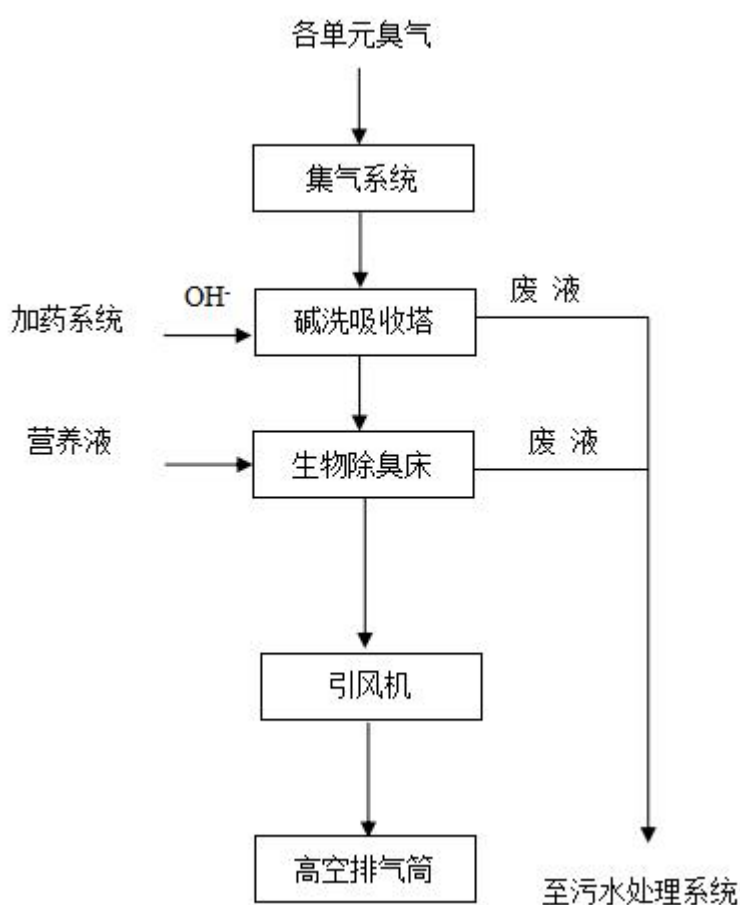 各单元臭气
集气系统
OH-
废 液
加药系统
碱洗吸收塔
营养液
废 液
生物除臭床
引风机
高空排气筒
至污水处理系统